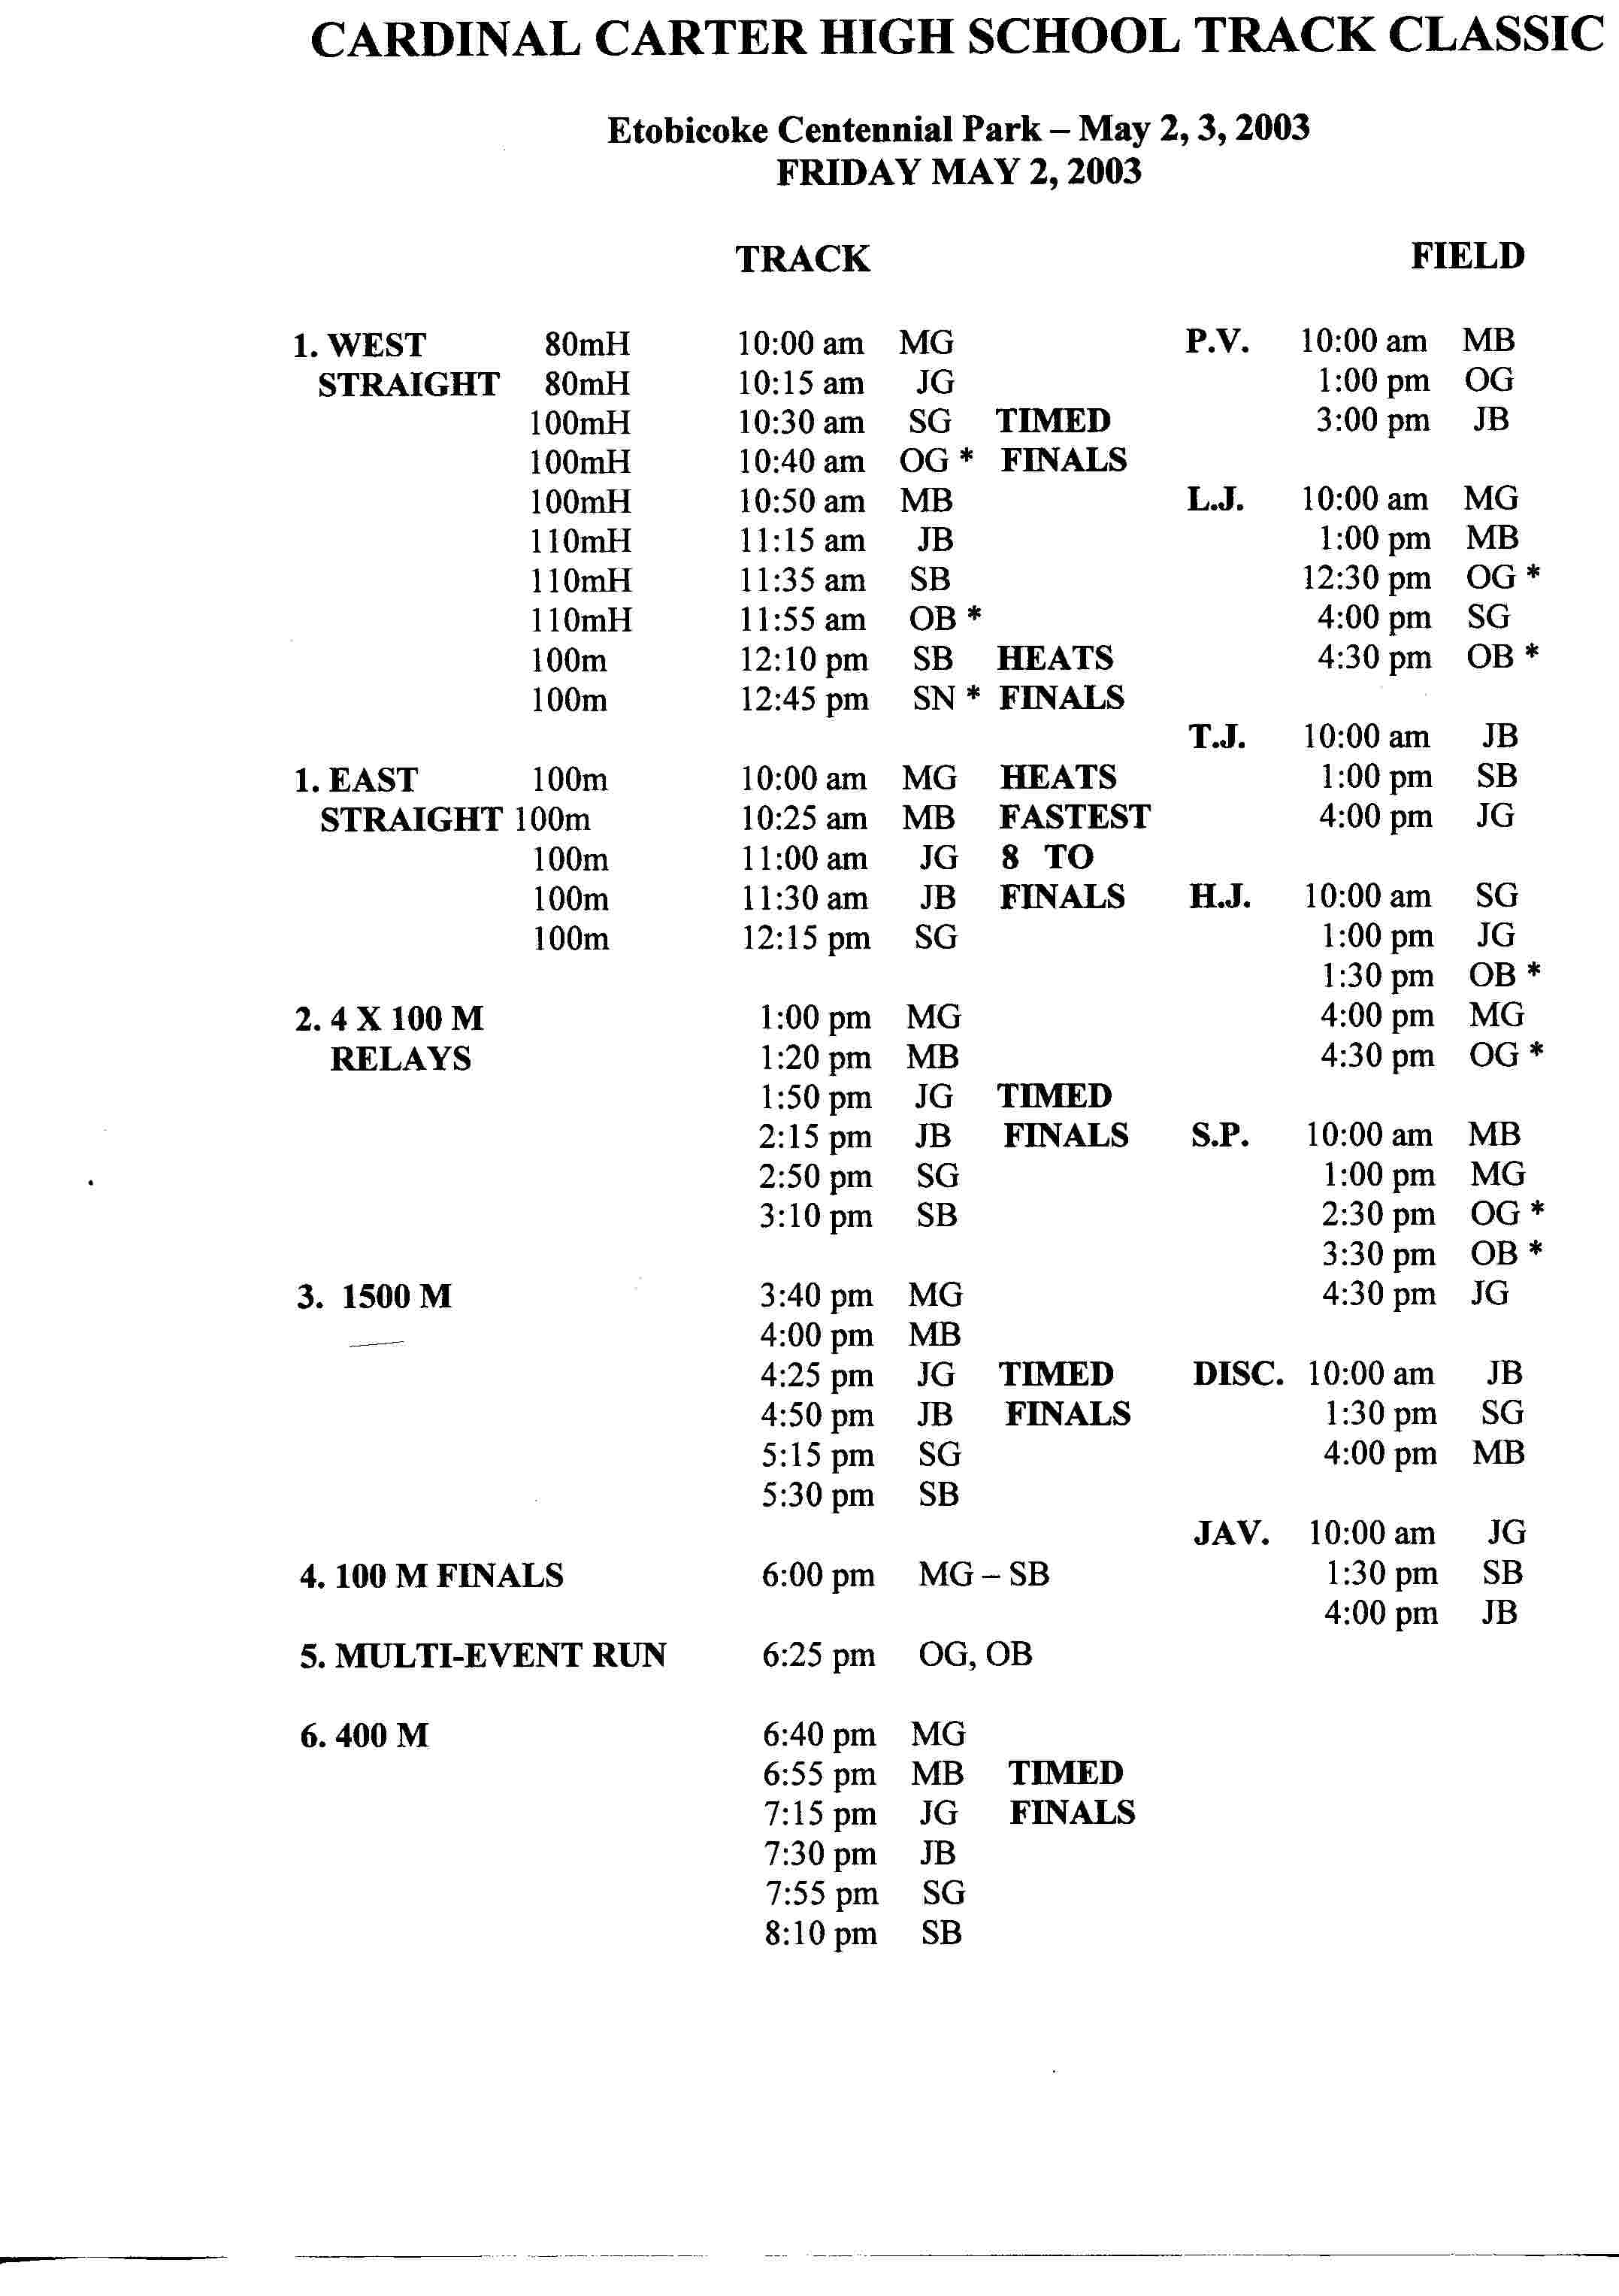 CARDINAL CARTER HIGH SCHOOL TRACK CLASSIC
Etobicoke Centennial Park – May 2, 3, 2003
FRIDAY MAY 2, 2003
TRACK FIELD
1. WEST 80mH 10:00 am MG P.V. 10:00 am MB
STRAIGHT 80mH 10:15 am JG 1:00 pm OG
100mH 10:30 am SG TIMED 3:00 pm JB
100mH 10:40 am OG * FINALS
100mH 10:50 am MB L.J. 10:00 am MG
110mH 11:15 am JB 1:00 pm MB
110mH 11:35 am SB 12:30 pm OG *
110mH 11:55 am OB * 4:00 pm SG
100m 12:10 pm SB HEATS 4:30 pm OB *
100m 12:45 pm SN * FINALS
T.J. 10:00 am JB
1. EAST 100m 10:00 am MG HEATS 1:00 pm SB
STRAIGHT 100m 10:25 am MB FASTEST 4:00 pm JG
100m 11:00 am JG 8 TO
100m 11:30 am JB FINALS H.J. 10:00 am SG
100m 12:15 pm SG 1:00 pm JG
1:30 pm OB *
2. 4 X 100 M 1:00 pm MG 4:00 pm MG
RELAYS 1:20 pm MB 4:30 pm OG *
1:50 pm JG TIMED
2:15 pm JB FINALS S.P. 10:00 am MB
2:50 pm SG 1:00 pm MG
3:10 pm SB 2:30 pm OG *
3:30 pm OB *
3. 1500 M 3:40 pm MG 4:30 pm JG
4:00 pm MB
4:25 pm JG TIMED DISC. 10:00 am JB
4:50 pm JB FINALS 1:30 pm SG
5:15 pm SG 4:00 pm MB
5:30 pm SB
JAV. 10:00 am JG
4. 100 M FINALS 6:00 pm MG – SB 1:30 pm SB
4:00 pm JB
5. MULTI-EVENT RUN 6:25 pm OG, OB
6. 400 M 6:40 pm MG
6:55 pm MB TIMED
7:15 pm JG FINALS
7:30 pm JB
7:55 pm SG
8:10 pm SB